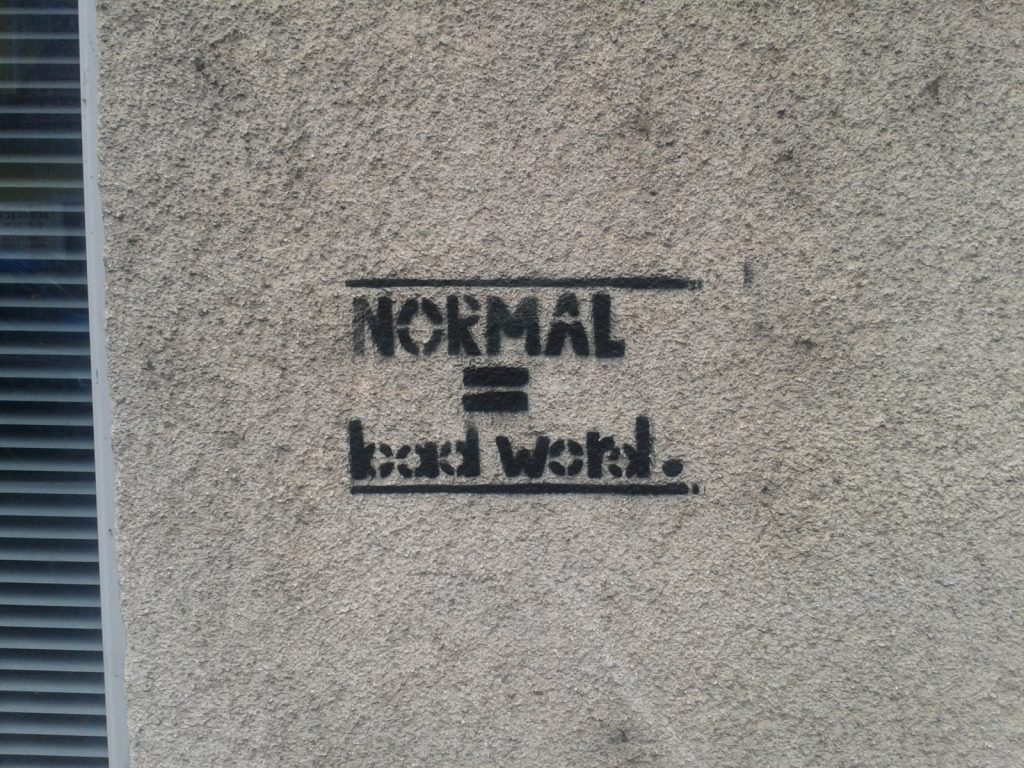 NORMAL
=
bad word.